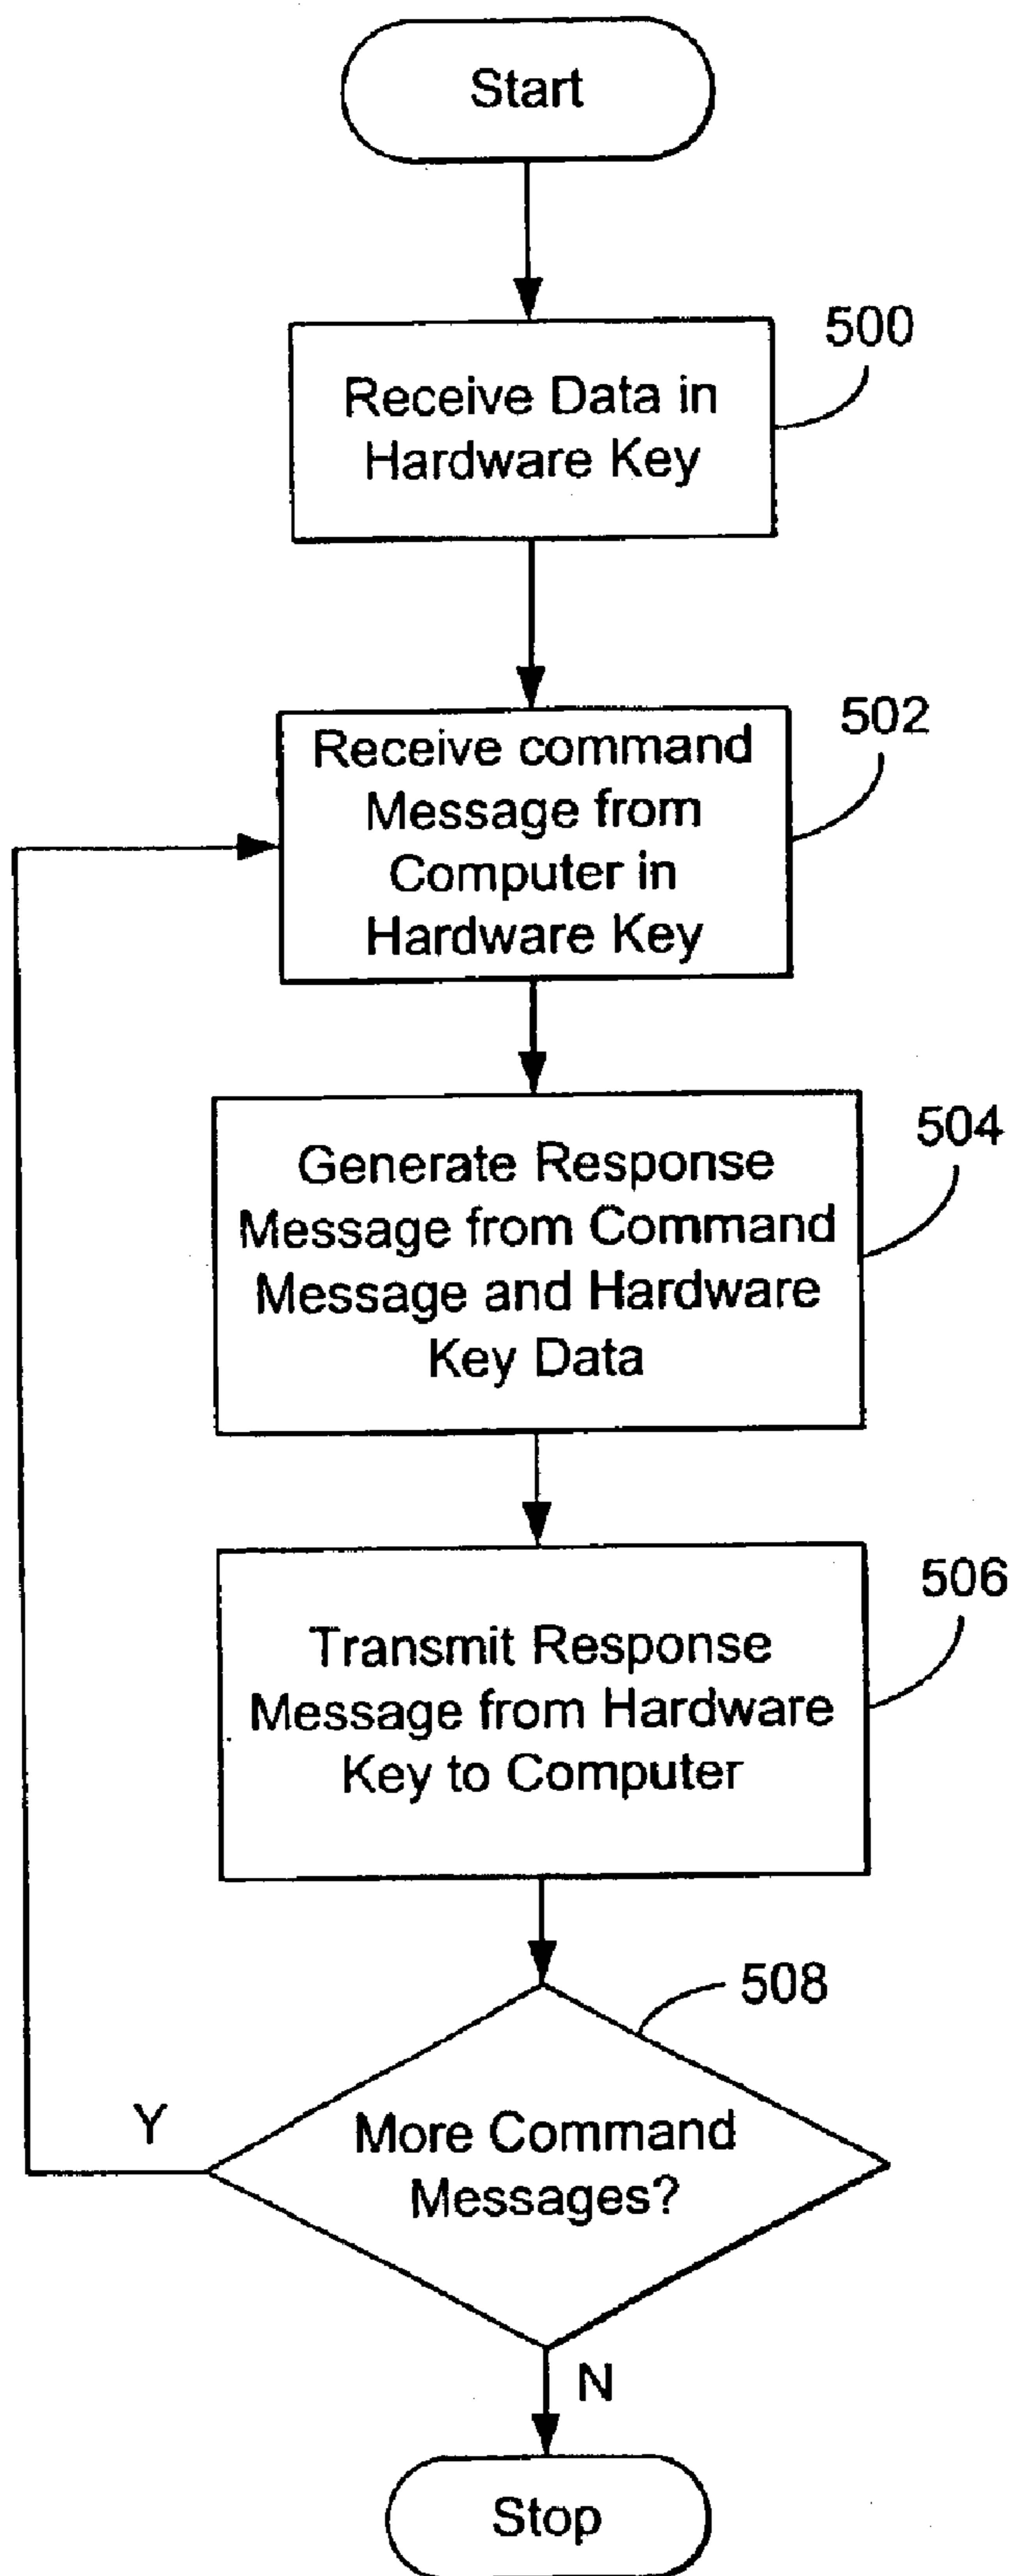 Start
500
Receive Data in
Hardware Key
502
Receive command
Message from
Computer in
Hardware Key
504
Generate Response
Message from Command
Message and Hardware
Key Data
506
Transmit Response
Message from Hardware
Key to Computer
508
Y
More Command
Messages?
N
Stop